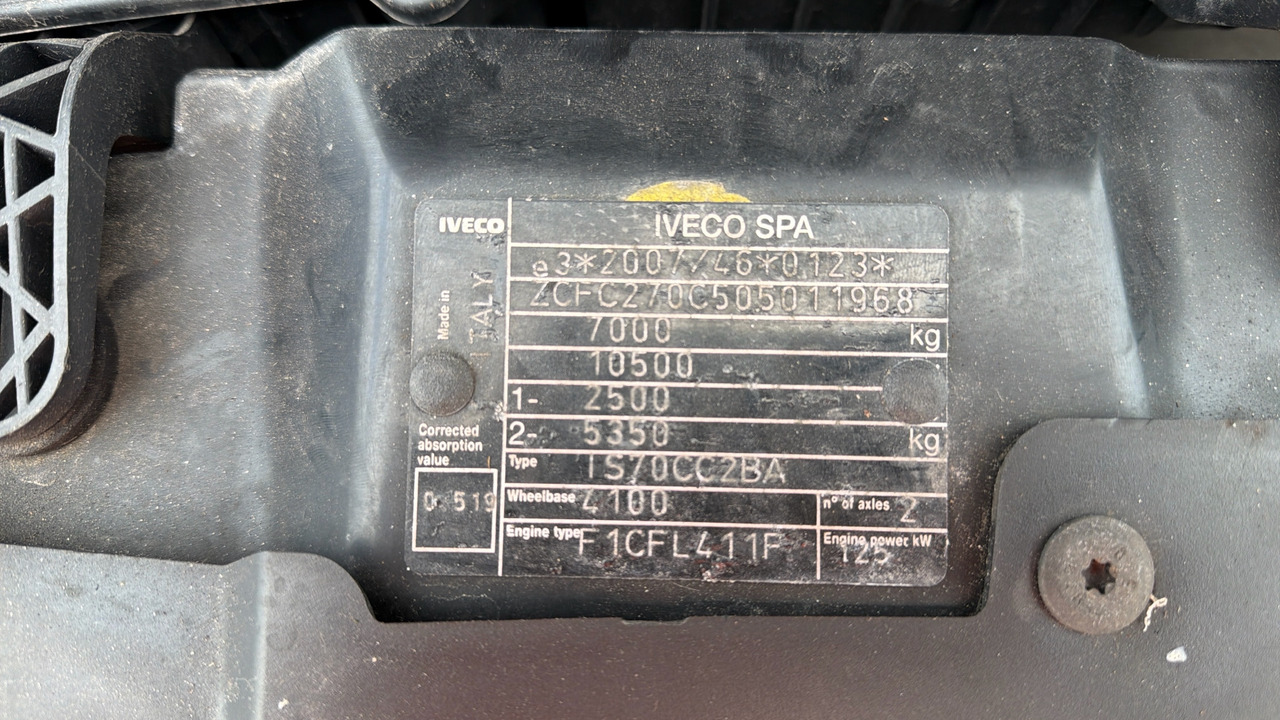 IVECO
IVECO SPA
e3*2007/46*0123*
ZCFC270C505011968
Made in
ITALY
7000 kg
10500
1- 2500
2- 5350 kg
Corrected
absorption
value
0.519
Type IS70CC2BA
Wheelbase 4100
n° of axles 2
Engine type F1CFL411F
Engine power kW
125